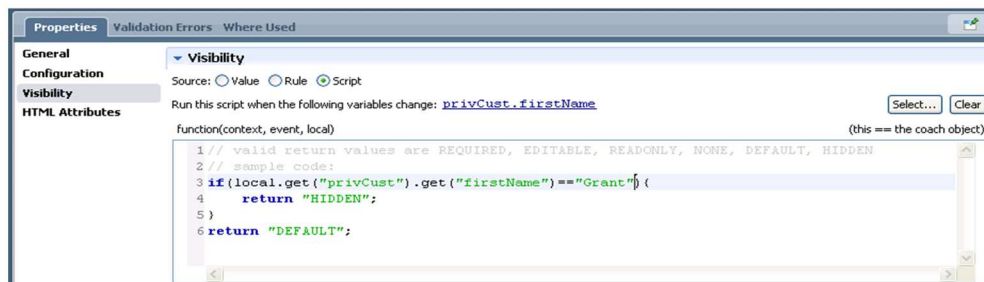 Properties Validation Errors Where Used
General
Configuration
Visibility
HTML Attributes
Visibility
Source: Value Rule Script
Run this script when the following variables change: privCust.firstName Select... Clear
function(context, event, local) (this == the coach object)
1 // valid return values are REQUIRED, EDITABLE, READONLY, NONE, DEFAULT, HIDDEN
2 // sample code:
3 if(local.get("privCust").get("firstName")=="Grant"){
4 return "HIDDEN";
5 }
6 return "DEFAULT";